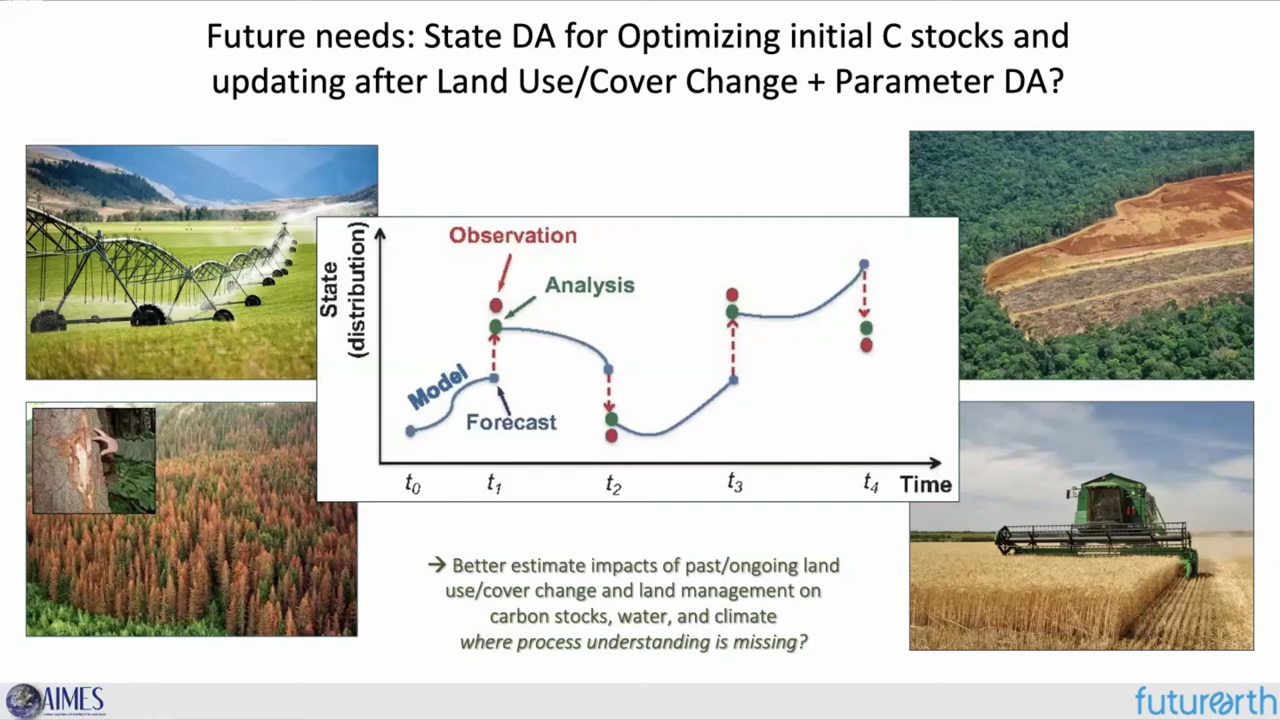 Future needs: State DA for Optimizing initial C stocks and
updating after Land Use/Cover Change + Parameter DA?
State
(distribution)
Observation
Analysis
Model
Forecast
t0 t1 t2 t3 t4 Time
→ Better estimate impacts of past/ongoing land
use/cover change and land management on
carbon stocks, water, and climate
where process understanding is missing?
AIMES
futurearth